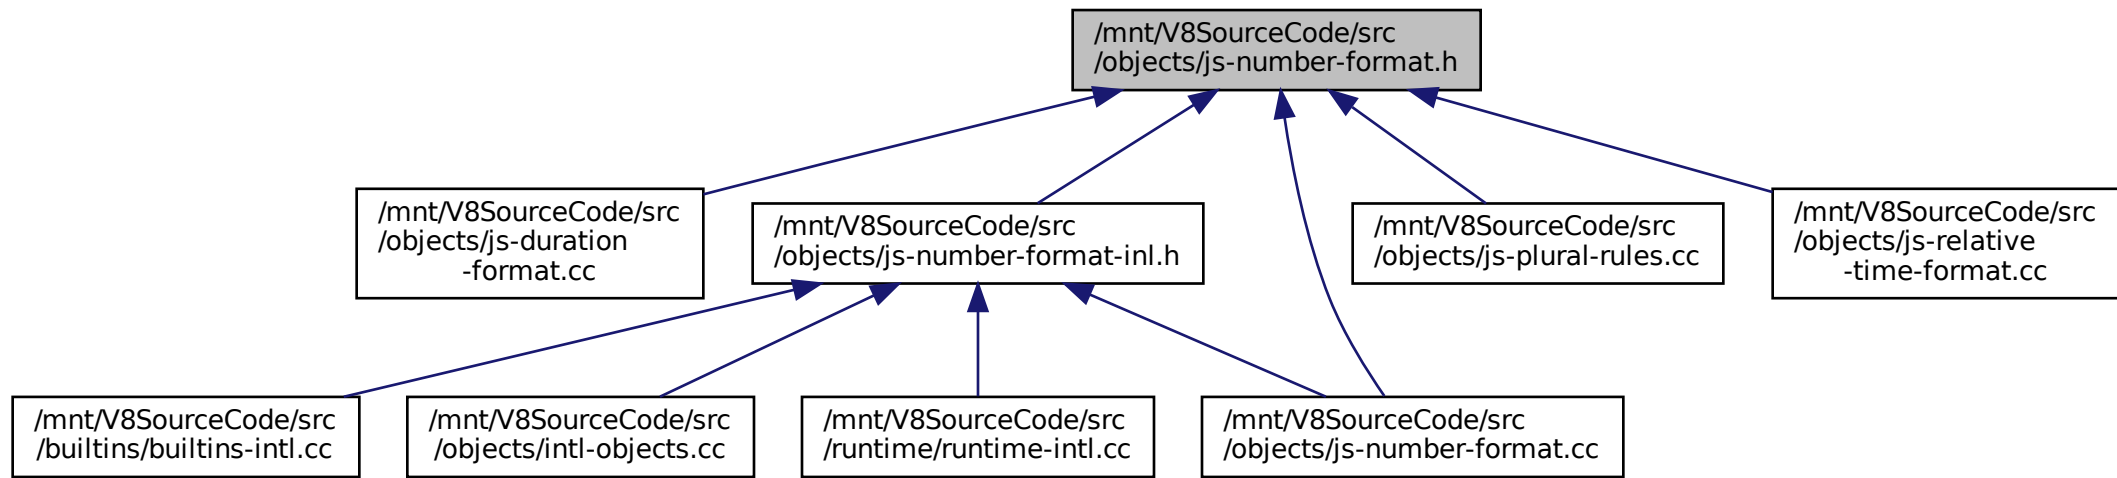 /mnt/V8SourceCode/src
/objects/js-number-format.h
/mnt/V8SourceCode/src
/objects/js-duration
-format.cc
/mnt/V8SourceCode/src
/objects/js-number-format-inl.h
/mnt/V8SourceCode/src
/objects/js-plural-rules.cc
/mnt/V8SourceCode/src
/objects/js-relative
-time-format.cc
/mnt/V8SourceCode/src
/builtins/builtins-intl.cc
/mnt/V8SourceCode/src
/objects/intl-objects.cc
/mnt/V8SourceCode/src
/runtime/runtime-intl.cc
/mnt/V8SourceCode/src
/objects/js-number-format.cc